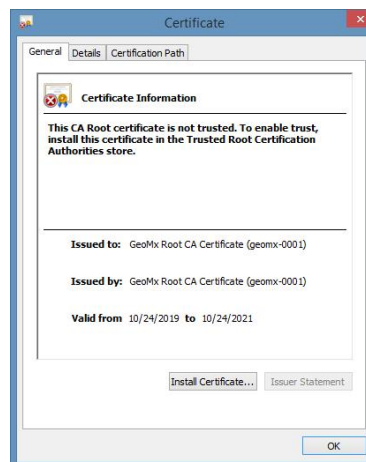 Certificate
General Details Certification Path
Certificate Information
This CA Root certificate is not trusted. To enable trust,
install this certificate in the Trusted Root Certification
Authorities store.
Issued to: GeoMx Root CA Certificate (geomx-0001)
Issued by: GeoMx Root CA Certificate (geomx-0001)
Valid from 10/24/2019 to 10/24/2021
Install Certificate... Issuer Statement
OK